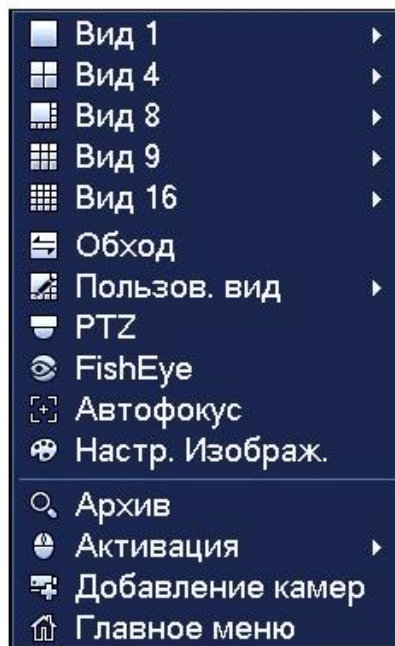 Вид 1
Вид 4
Вид 8
Вид 9
Вид 16
Обход
Пользов. вид
PTZ
FishEye
Автофокус
Настр. Изображ.
Архив
Активация
Добавление камер
Главное меню